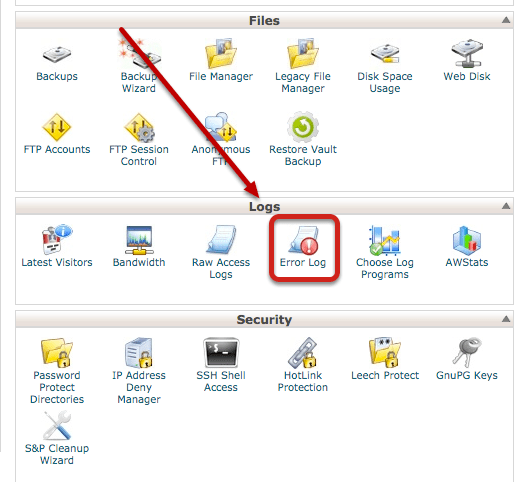 Files
Backups
Backup
Wizard
File Manager
Legacy File
Manager
Disk Space
Usage
Web Disk
FTP Accounts
FTP Session
Control
Anonymous
FTP
Restore Vault
Backup
Logs
Latest Visitors
Bandwidth
Raw Access
Logs
Error Log
Choose Log
Programs
AWStats
Security
Password
Protect
Directories
IP Address
Deny
Manager
SSH Shell
Access
HotLink
Protection
Leech Protect
GnuPG Keys
S&P Cleanup
Wizard